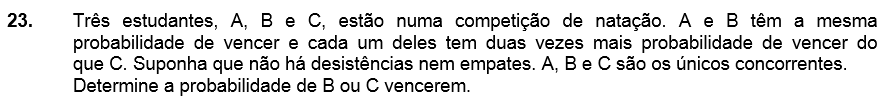 23. Três estudantes, A, B e C, estão numa competição de natação. A e B têm a mesma
probabilidade de vencer e cada um deles tem duas vezes mais probabilidade de vencer do
que C. Suponha que não há desistências nem empates. A, B e C são os únicos concorrentes.
Determine a probabilidade de B ou C vencerem.